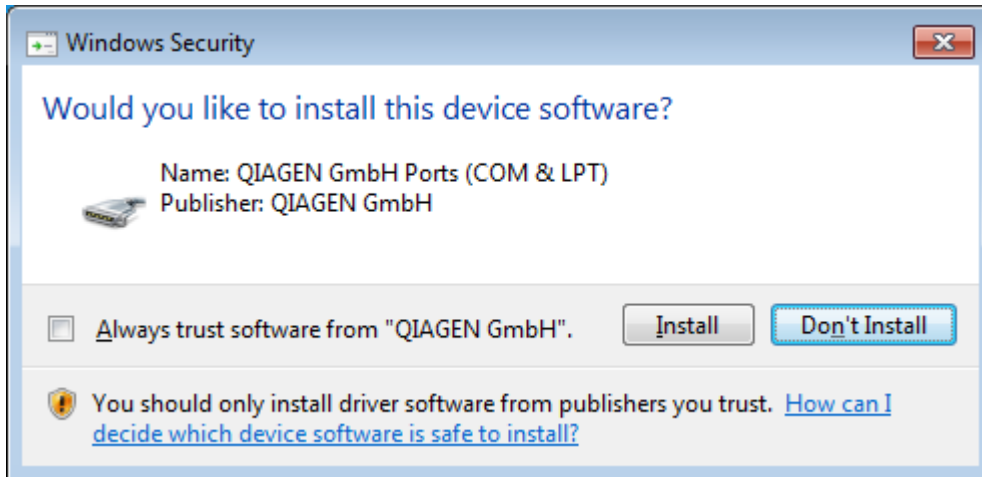 Windows Security
Would you like to install this device software?
Name: QIAGEN GmbH Ports (COM & LPT)
Publisher: QIAGEN GmbH
Always trust software from "QIAGEN GmbH".
Install
Don't Install
You should only install driver software from publishers you trust. How can I
decide which device software is safe to install?